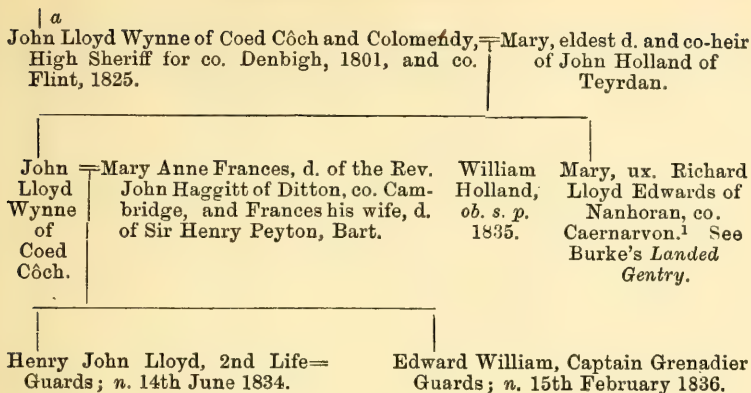 a
John Lloyd Wynne of Coed Côch and Colomendy,
High Sheriff for co. Denbigh, 1801, and co.
Flint, 1825.
Mary, eldest d. and co-heir
of John Holland of
Teyrdan.
John
Lloyd
Wynne
of
Coed
Côch.
Mary Anne Frances, d. of the Rev.
John Haggitt of Ditton, co. Cam-
bridge, and Frances his wife, d.
of Sir Henry Peyton, Bart.
William
Holland,
ob. s. p.
1835.
Mary, ux. Richard
Lloyd Edwards of
Nanhoran, co.
Caernarvon.¹ See
Burke's Landed
Gentry.
Henry John Lloyd, 2nd Life=
Guards; n. 14th June 1834.
Edward William, Captain Grenadier
Guards; n. 15th February 1836.